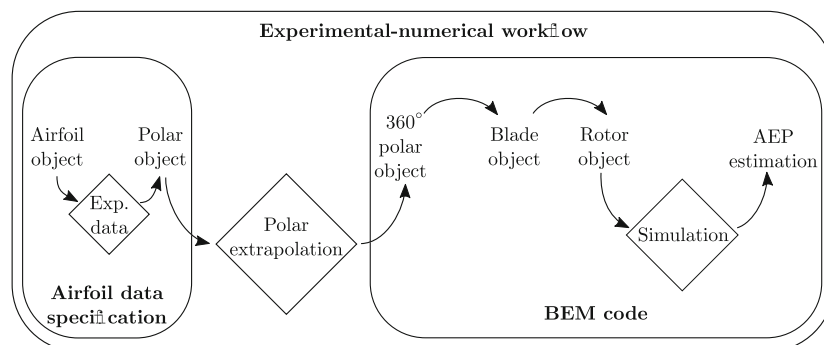 Experimental-numerical workflow
Airfoil
object
Polar
object
Exp.
data
Airfoil data
specification
Polar
extrapolation
360°
polar
object
Blade
object
Rotor
object
Simulation
AEP
estimation
BEM code